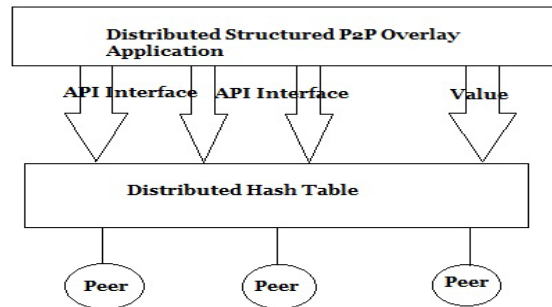 Distributed Structured P2P Overlay
Application
API Interface API Interface Value
Distributed Hash Table
Peer Peer Peer